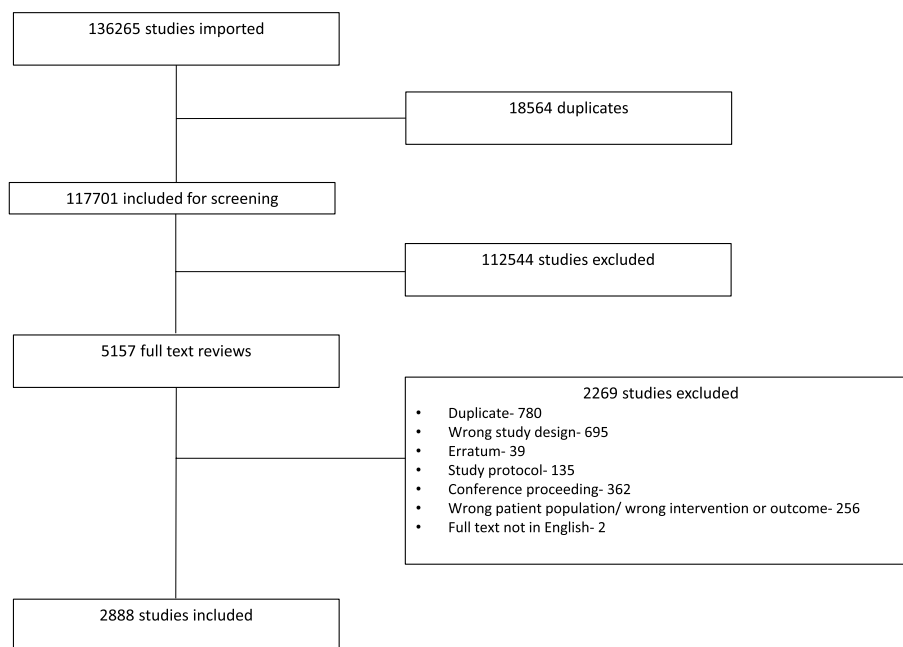 136265 studies imported
18564 duplicates
117701 included for screening
112544 studies excluded
5157 full text reviews
2269 studies excluded
• Duplicate- 780
• Wrong study design- 695
• Erratum- 39
• Study protocol- 135
• Conference proceeding- 362
• Wrong patient population/ wrong intervention or outcome- 256
• Full text not in English- 2
2888 studies included